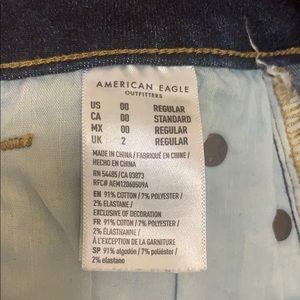 AMERICAN EAGLE
OUTFITTERS
US 00 REGULAR
CA 00 STANDARD
MX 00 REGULAR
UK 2 REGULAR
MADE IN CHINA / FABRIQUÉ EN CHINE /
HECHO EN CHINA
RN 54485/CA 03873
RFC# AEM12060509A
EN 91% COTTON / 7% POLYESTER /
2% ELASTANE /
EXCLUSIVE OF DECORATION
FR 91% COTON / 7% POLYESTER /
2% ÉLASTHANNE /
À L'EXCEPTION DE LA GARNITURE
SP 91% algodón / 7% poliéster /
2% elastano